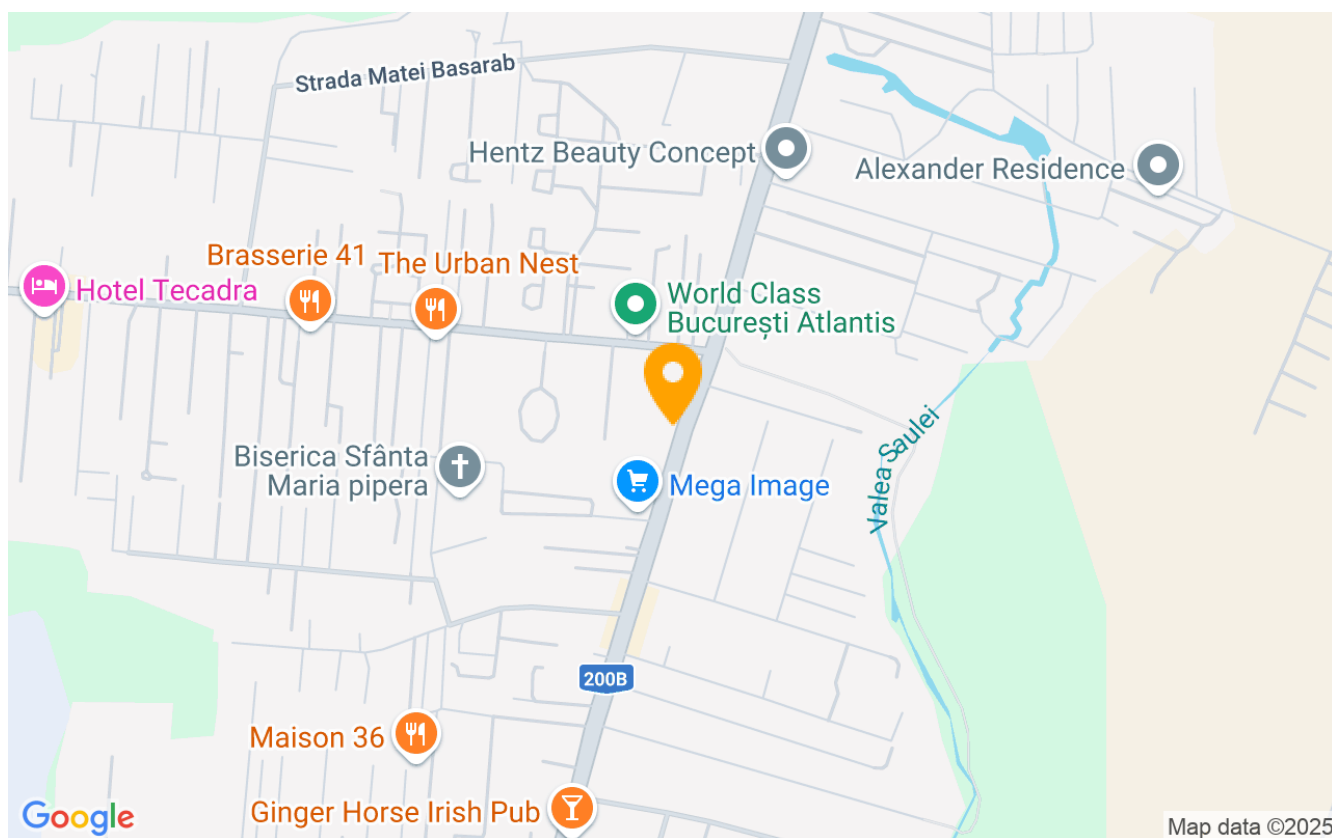 Strada Matei Basarab
Hentz Beauty Concept
Alexander Residence
Brasserie 41
The Urban Nest
Hotel Tecadra
World Class
București Atlantis
Biserica Sfânta
Maria pipera
Mega Image
Valea Saulei
200B
Maison 36
Ginger Horse Irish Pub
Google
Map data ©2025